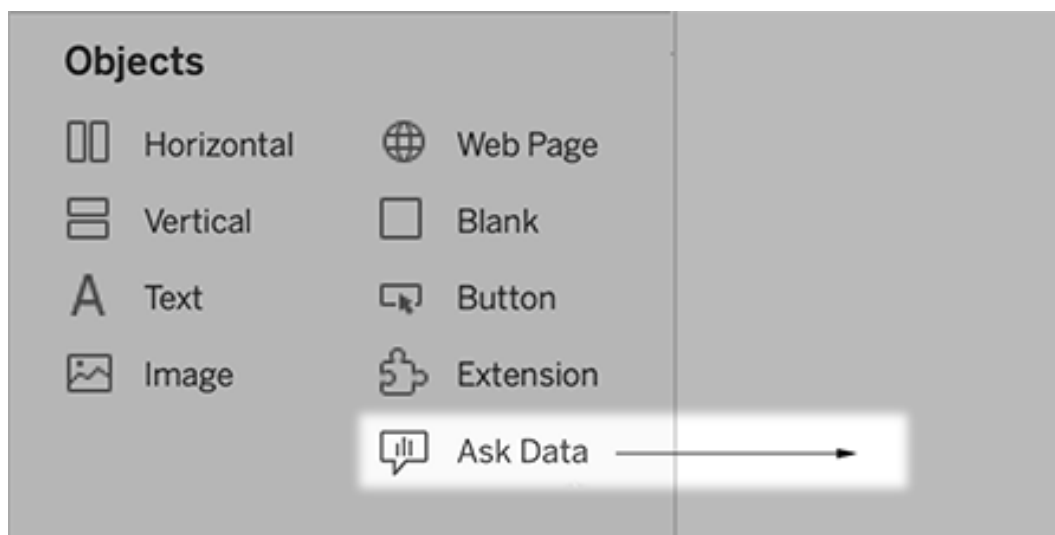 Objects
Horizontal
Web Page
Vertical
Blank
Text
Button
Image
Extension
Ask Data